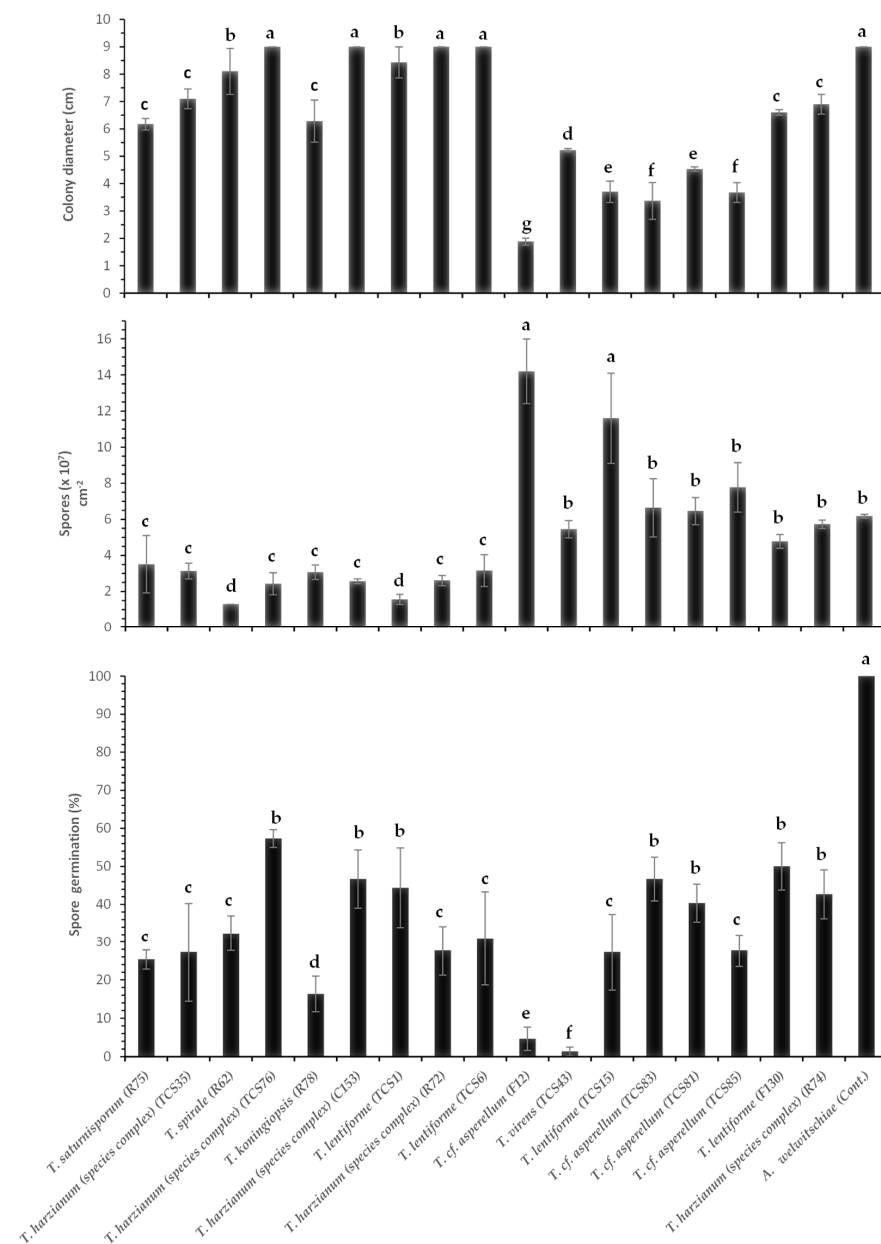 10
9
8
7
6
5
4
3
2
1
0
Colony diameter (cm)
c
c
b
a
c
a
b
a
a
g
d
e
f
e
f
c
c
a
16
14
12
10
8
6
4
2
0
Spores (x 10⁷)
cm⁻²
c
c
d
c
c
c
d
c
c
a
b
a
b
b
b
b
b
b
100
90
80
70
60
50
40
30
20
10
0
Spore germination (%)
c
c
c
b
d
b
b
c
c
e
f
c
b
b
c
b
b
a
T. saturnisporum (R75)
T. harzianum (species complex) (TCS35)
T. spirale (R62)
T. harzianum (species complex) (TCS76)
T. koningiopsis (R78)
T. harzianum (species complex) (C153)
T. lentiforme (TCS1)
T. harzianum (species complex) (R72)
T. lentiforme (TCS6)
T. cf. asperellum (F12)
T. virens (TCS43)
T. lentiforme (TCS15)
T. cf. asperellum (TCS83)
T. cf. asperellum (TCS81)
T. cf. asperellum (TCS85)
T. lentiforme (F130)
T. harzianum (species complex) (R74)
A. welwitschiae (Cont.)